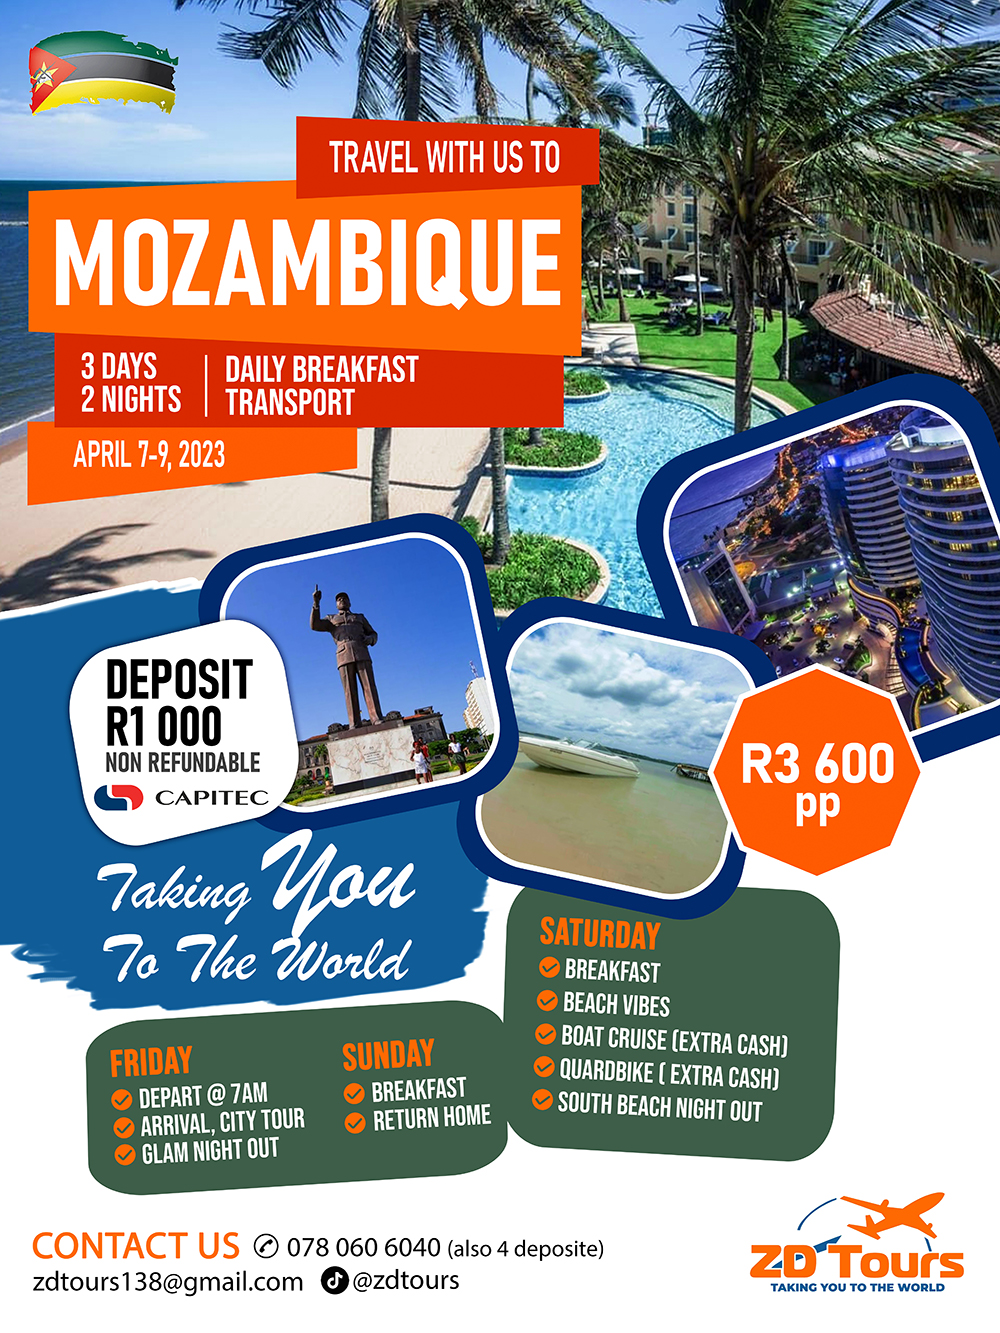 TRAVEL WITH US TO
MOZAMBIQUE
3 DAYS
2 NIGHTS
DAILY BREAKFAST
TRANSPORT
APRIL 7-9, 2023
DEPOSIT
R1 000
NON REFUNDABLE
CAPITEC
R3 600
pp
Taking You
To The World
FRIDAY
DEPART @ 7AM
ARRIVAL, CITY TOUR
GLAM NIGHT OUT
SUNDAY
BREAKFAST
RETURN HOME
SATURDAY
BREAKFAST
BEACH VIBES
BOAT CRUISE (EXTRA CASH)
QUARDBIKE ( EXTRA CASH)
SOUTH BEACH NIGHT OUT
CONTACT US 078 060 6040 (also 4 deposite)
zdtours138@gmail.com @zdtours
ZD Tours
TAKING YOU TO THE WORLD